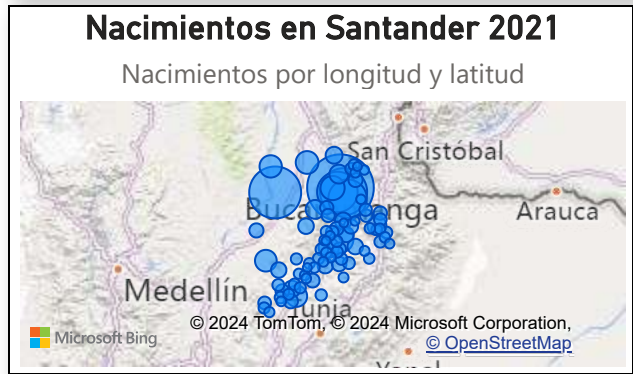 Nacimientos en Santander 2021
Nacimientos por longitud y latitud
San Cristóbal
Arauca
Medellín
Tunja
© 2024 TomTom, © 2024 Microsoft Corporation,
Microsoft Bing
© OpenStreetMap